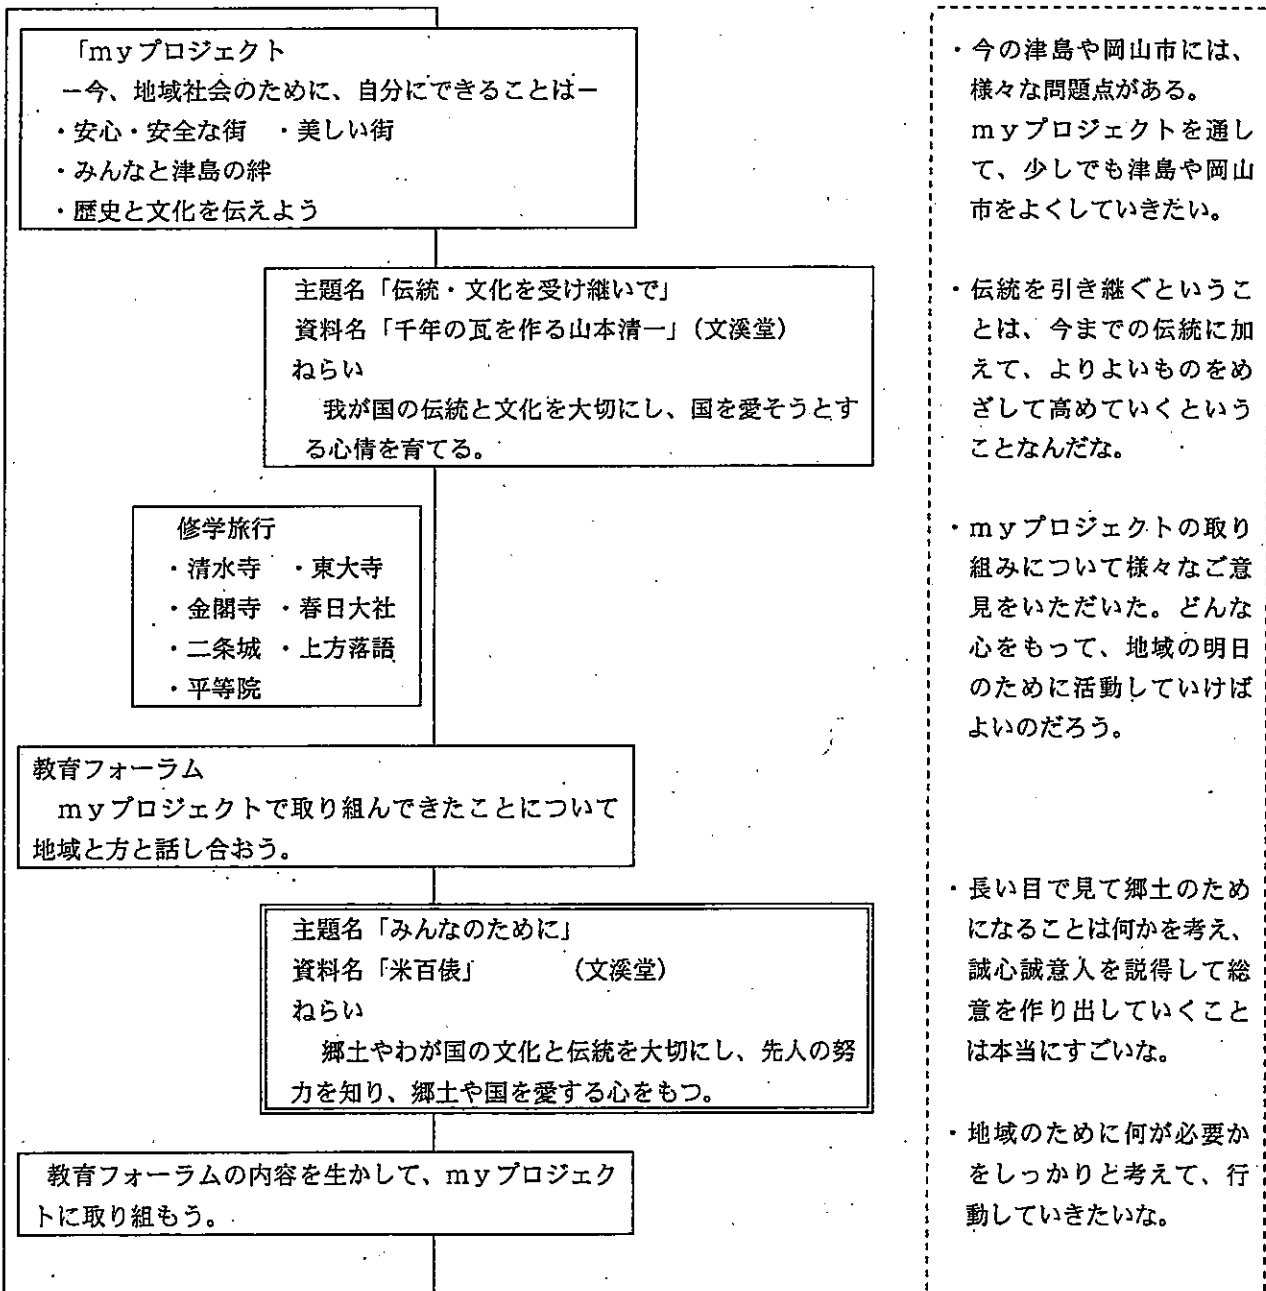 「myプロジェクト
－今、地域社会のために、自分にできることは－
・安心・安全な街　・美しい街
・みんなと津島の絆
・歴史と文化を伝えよう
主題名「伝統・文化を受け継いで」
資料名「千年の瓦を作る山本清一」（文溪堂）
ねらい
我が国の伝統と文化を大切にし、国を愛そうとす
る心情を育てる。
修学旅行
・清水寺　・東大寺
・金閣寺　・春日大社
・二条城　・上方落語
・平等院
教育フォーラム
myプロジェクトで取り組んできたことについて
地域と方と話し合おう。
主題名「みんなのために」
資料名「米百俵」　　　（文溪堂）
ねらい
郷土やわが国の文化と伝統を大切にし、先人の努
力を知り、郷土や国を愛する心をもつ。
教育フォーラムの内容を生かして、myプロジェク
トに取り組もう。
・今の津島や岡山市には、
様々な問題点がある。
myプロジェクトを通し
て、少しでも津島や岡山
市をよくしていきたい。
・伝統を引き継ぐというこ
とは、今までの伝統に加
えて、よりよいものをめ
ざして高めていくという
ことなんだな。
・myプロジェクトの取り
組みについて様々なご意
見をいただいた。どんな
心をもって、地域の明日
のために活動していけば
よいのだろう。
・長い目で見て郷土のため
になることは何かを考え、
誠心誠意人を説得して総
意を作り出していくこと
は本当にすごいな。
・地域のために何が必要か
をしっかりと考えて、行
動していきたいな。